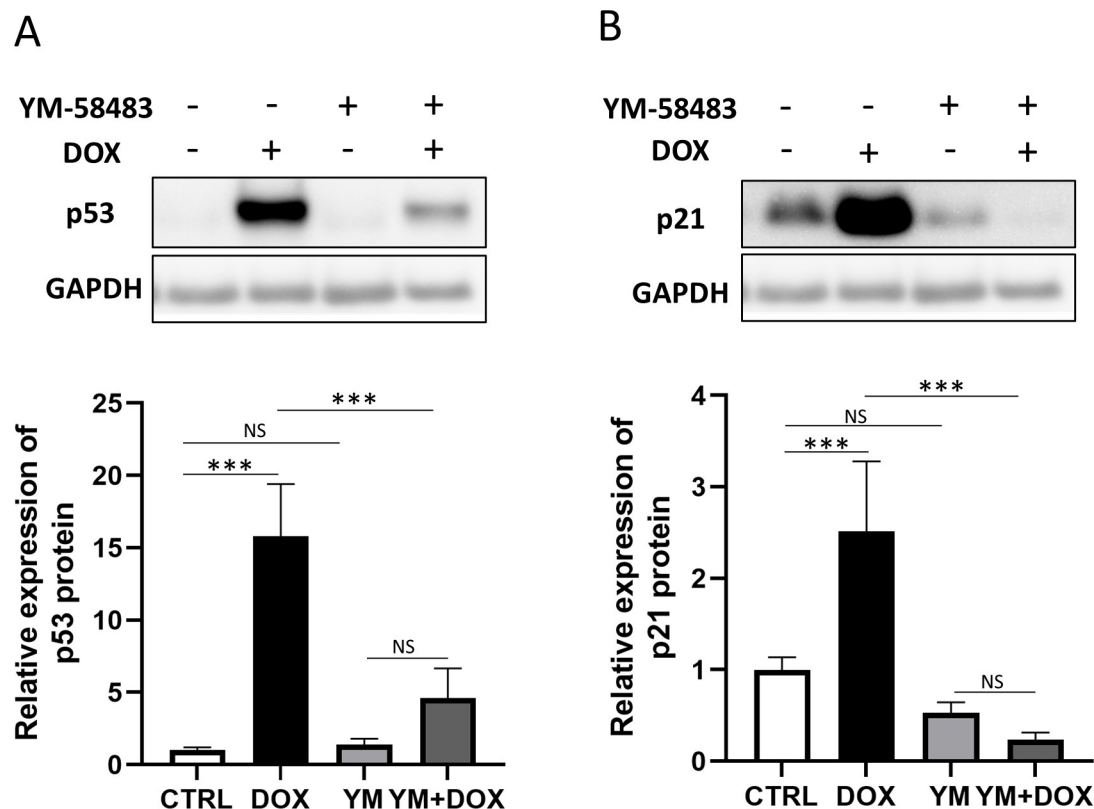 A
YM-58483 - - + +
DOX - + - +
p53
GAPDH
Relative expression of
p53 protein
25
20
15
10
5
0
***
NS
***
NS
CTRL DOX YM YM+DOX
B
YM-58483 - - + +
DOX - + - +
p21
GAPDH
Relative expression of
p21 protein
4
3
2
1
0
***
NS
***
NS
CTRL DOX YM YM+DOX